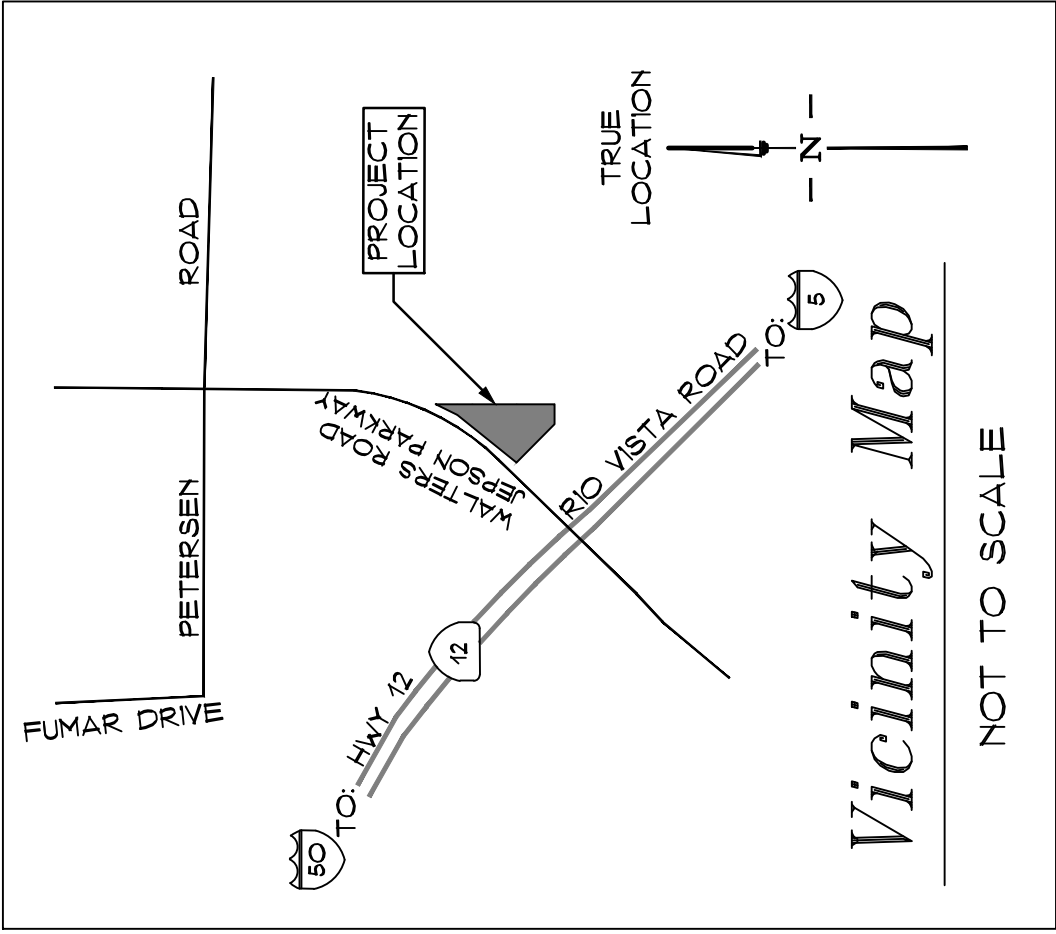 FUMAR DRIVE
PETERSEN ROAD
WALTERS ROAD
JEPSON PARKWAY
PROJECT
LOCATION
TRUE
LOCATION
N
50
TO:
HWY 12
12
RIO VISTA ROAD
TO:
5
Vicinity Map
NOT TO SCALE